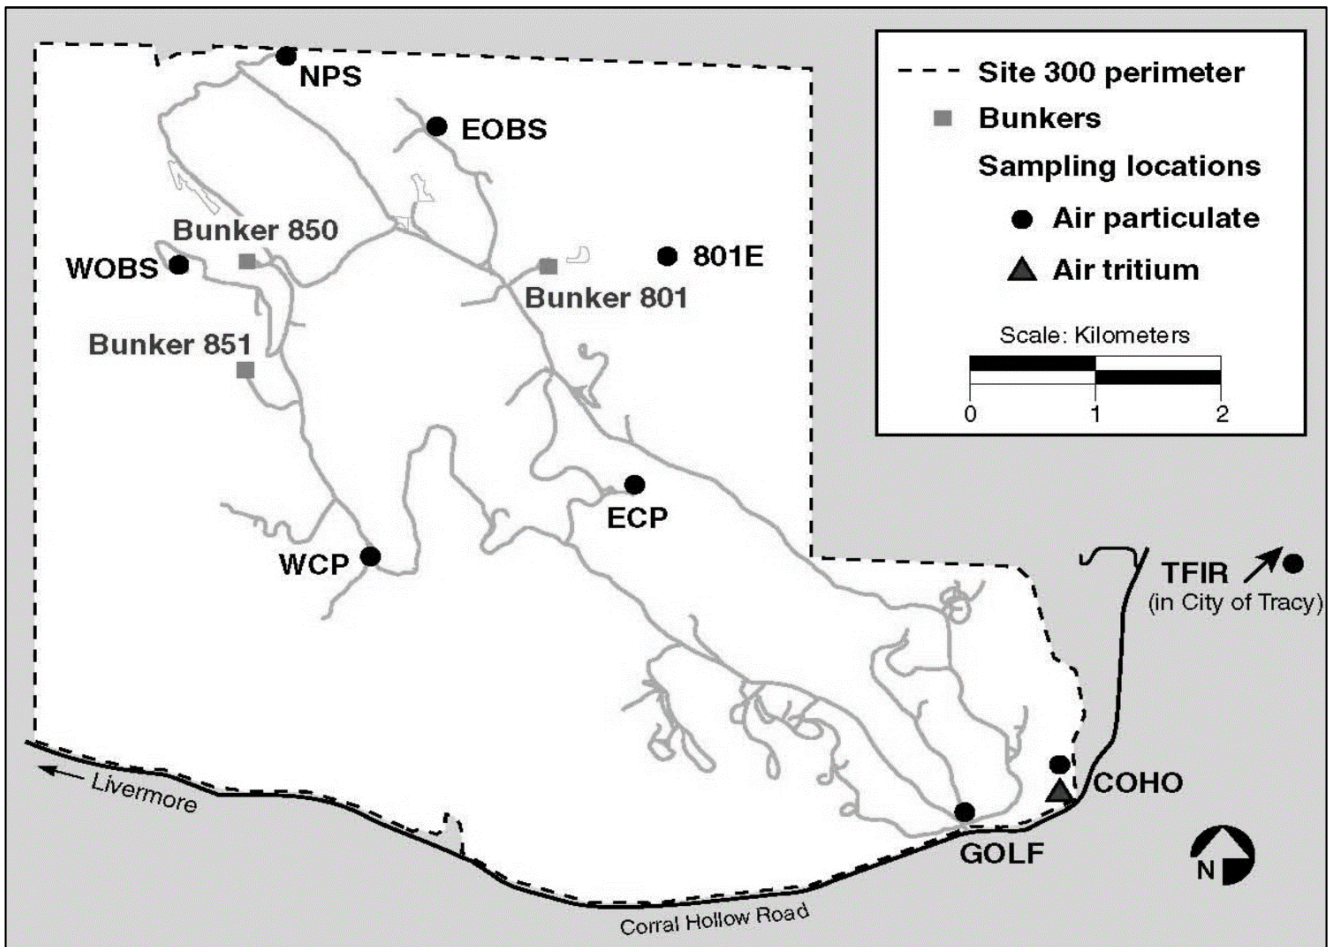 NPS
EOBS
Bunker 850
WOBS
801E
Bunker 801
Bunker 851
ECP
WCP
Site 300 perimeter
Bunkers
Sampling locations
Air particulate
Air tritium
Scale: Kilometers
0 1 2
TFIR
(in City of Tracy)
COHO
GOLF
Livermore
Corral Hollow Road
N